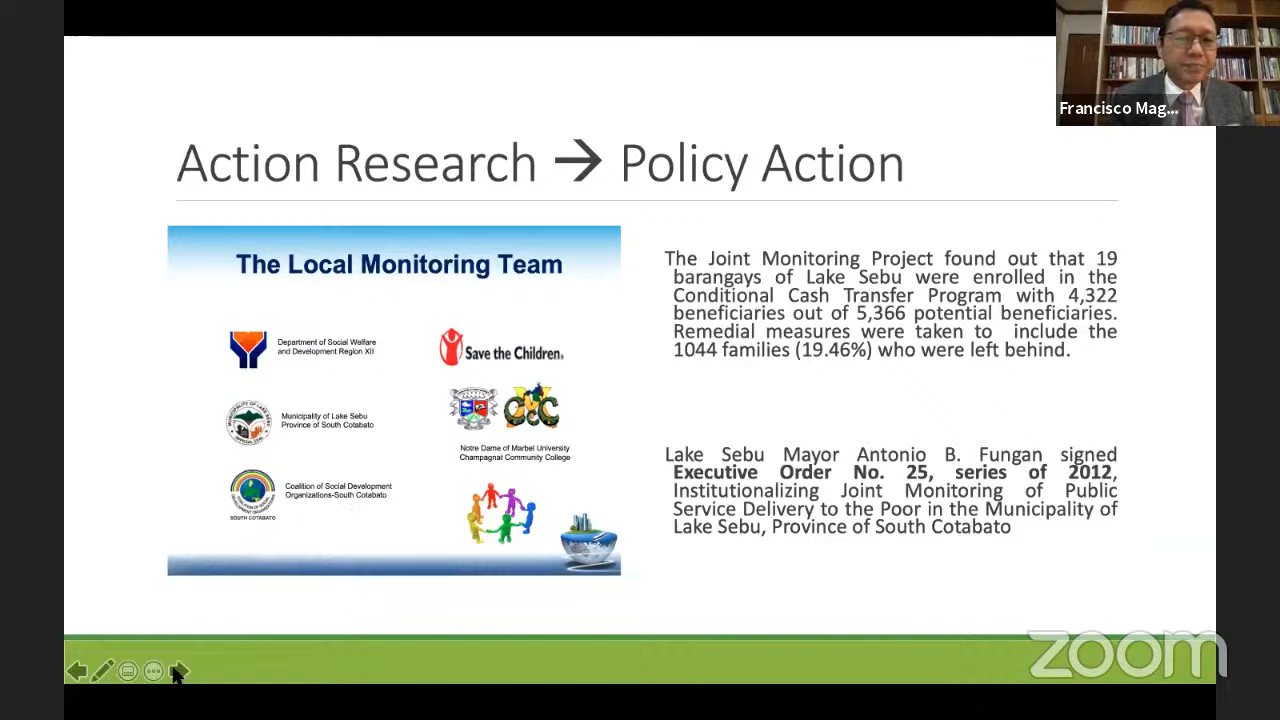 Francisco Mag...
Action Research → Policy Action
The Local Monitoring Team
Department of Social Welfare
and Development Region XII
Save the Children.
Municipality of Lake Sebu
Province of South Cotabato
Notre Dame of Marbel University
Champagnat Community College
Coalition of Social Development
Organizations-South Cotabato
SOUTH COTABATO
The Joint Monitoring Project found out that 19
barangays of Lake Sebu were enrolled in the
Conditional Cash Transfer Program with 4,322
beneficiaries out of 5,366 potential beneficiaries.
Remedial measures were taken to include the
1044 families (19.46%) who were left behind.
Lake Sebu Mayor Antonio B. Fungan signed
Executive Order No. 25, series of 2012,
Institutionalizing Joint Monitoring of Public
Service Delivery to the Poor in the Municipality of
Lake Sebu, Province of South Cotabato
zoom